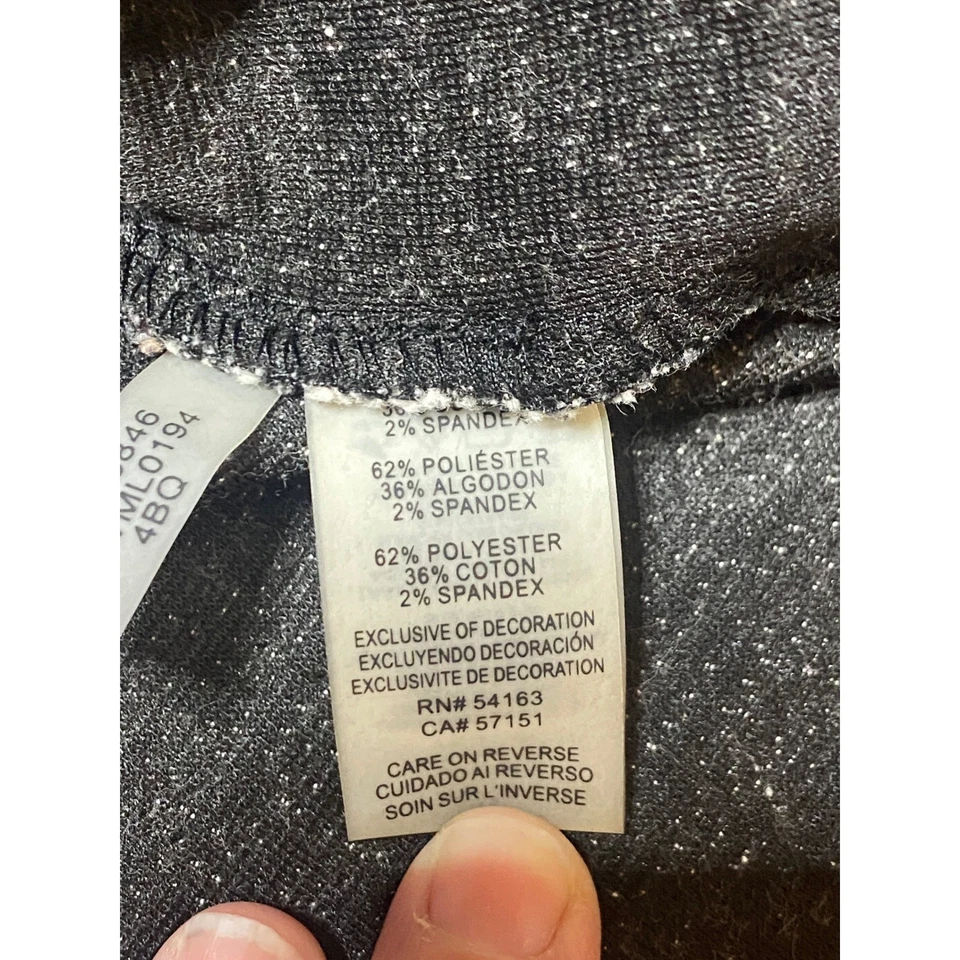 2% SPANDEX
62% POLIÉSTER
36% ALGODON
2% SPANDEX
62% POLYESTER
36% COTON
2% SPANDEX
EXCLUSIVE OF DECORATION
EXCLUYENDO DECORACIÓN
EXCLUSIVITE DE DECORATION
RN# 54163
CA# 57151
CARE ON REVERSE
CUIDADO AI REVERSO
SOIN SUR L'INVERSE
4BQ